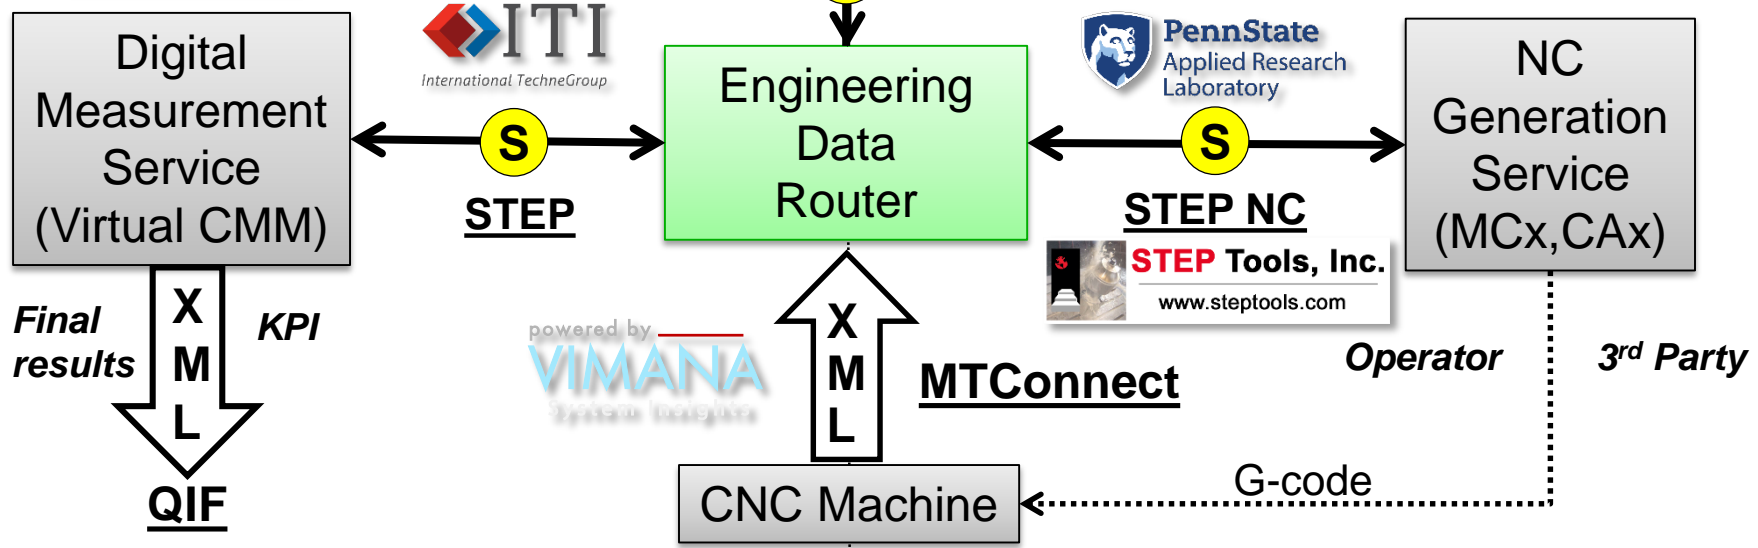 Digital
Measurement
Service
(Virtual CMM)
ITI
International TechneGroup
S
STEP
Engineering
Data
Router
PennState
Applied Research
Laboratory
S
STEP NC
STEP Tools, Inc.
www.steptools.com
NC
Generation
Service
(MCx,CAx)
Final
results
X
M
L
KPI
QIF
powered by
VIMANA
System Insights
X
M
L
MTConnect
Operator
3rd Party
G-code
CNC Machine